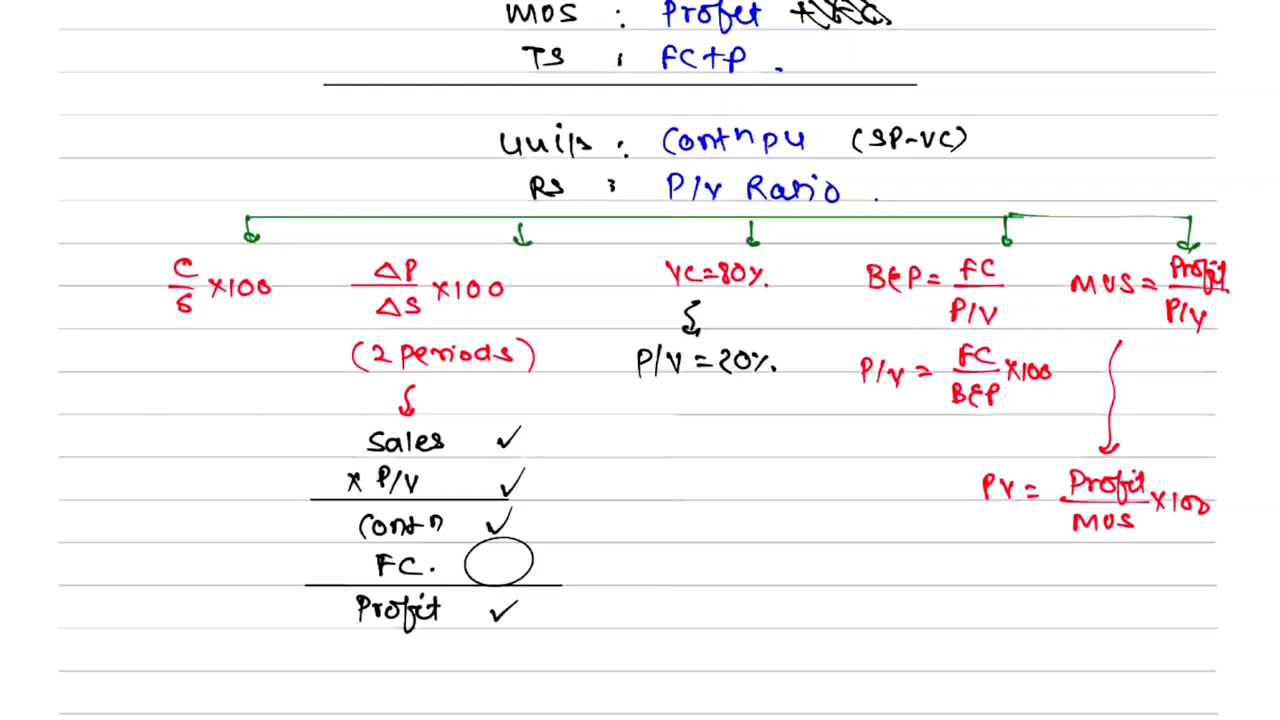 MOS : Profit
TS : FC+P.
Units : Contn pu (SP-VC)
RS : P/V Ratio.
C/S ×100
ΔP/ΔS ×100
(2 periods)
Sales ✓
× P/V ✓
Contn ✓
FC.
Profit ✓
VC=80%.
P/V = 20%.
BEP = FC/P/V
P/V = FC/BEP ×100
MOS = Profit/P/V
PV = Profit/MOS ×100